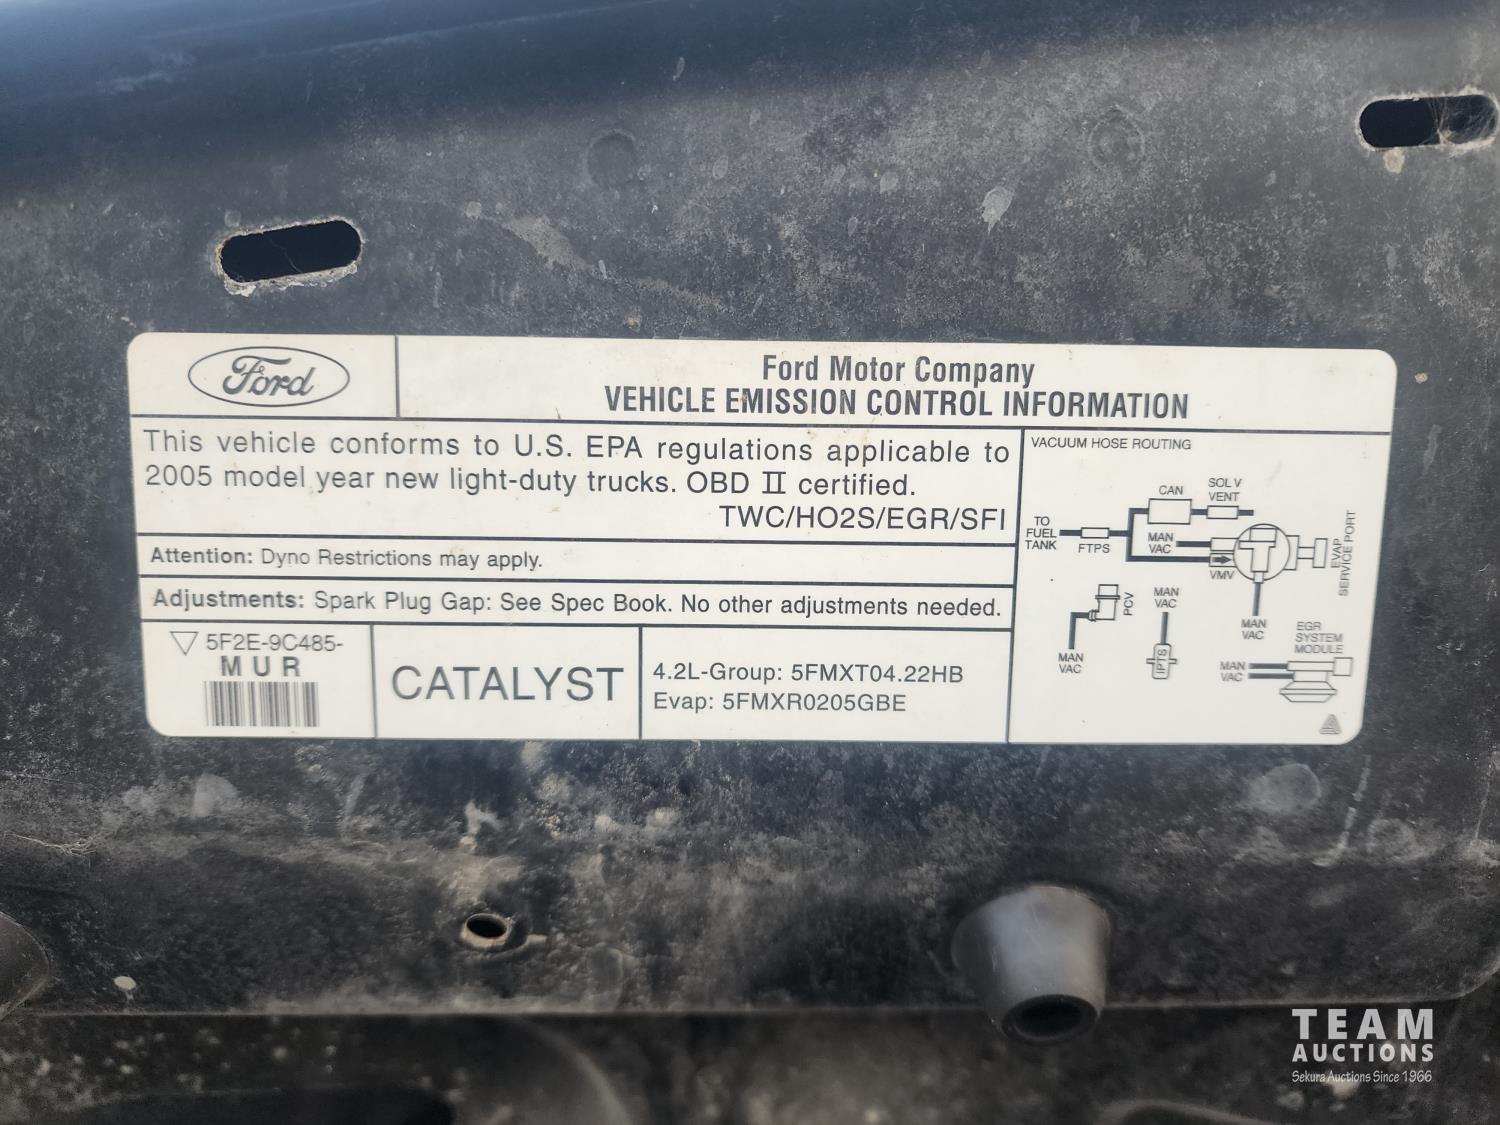 Ford
Ford Motor Company
VEHICLE EMISSION CONTROL INFORMATION
This vehicle conforms to U.S. EPA regulations applicable to
2005 model year new light-duty trucks. OBD II certified.
TWC/HO2S/EGR/SFI
Attention: Dyno Restrictions may apply.
Adjustments: Spark Plug Gap: See Spec Book. No other adjustments needed.
5F2E-9C485-
MUR
CATALYST
4.2L-Group: 5FMXT04.22HB
Evap: 5FMXR0205GBE
VACUUM HOSE ROUTING
TO
FUEL
TANK
FTPS
CAN
SOL V
VENT
MAN
VAC
VMV
EVAP
SERVICE PORT
MAN
VAC
PCV
MAN
VAC
MAN
VAC
IPTS
EGR
SYSTEM
MODULE
MAN
VAC
TEAM
AUCTIONS
Sekura Auctions Since 1966